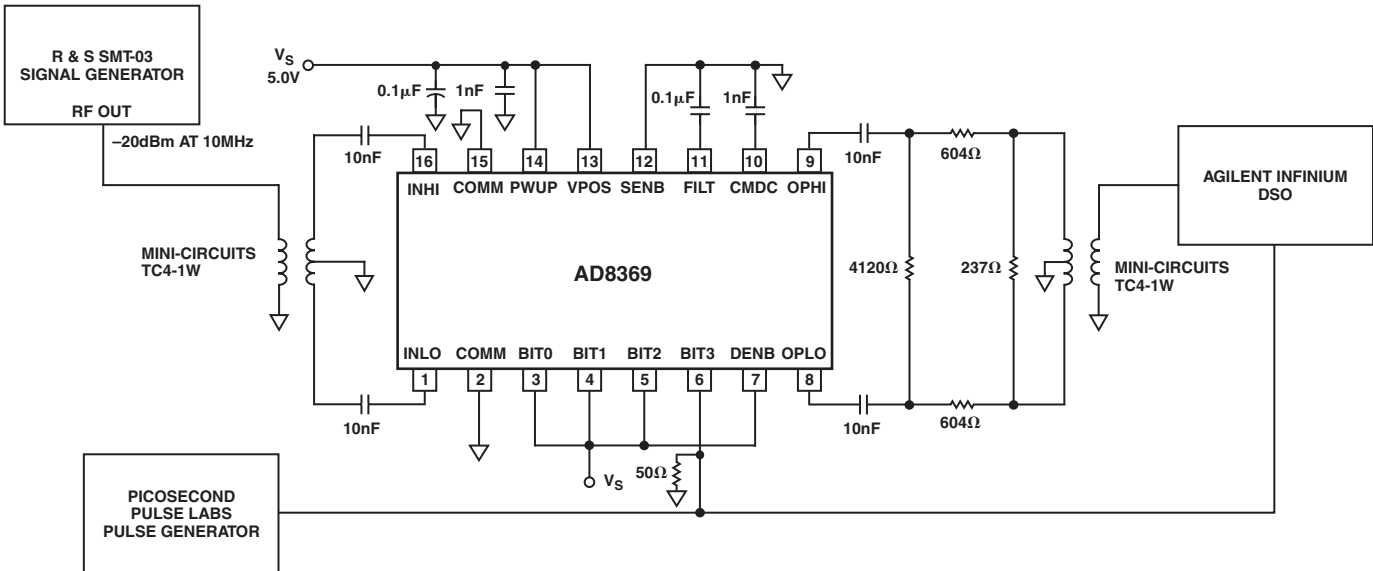 R & S SMT-03
SIGNAL GENERATOR
RF OUT
–20dBm AT 10MHz
VS
5.0V
0.1µF
1nF
0.1µF
1nF
10nF
10nF
604Ω
16
15
14
13
12
11
10
9
INHI
COMM
PWUP
VPOS
SENB
FILT
CMDC
OPHI
AGILENT INFINIUM
DSO
MINI-CIRCUITS
TC4-1W
AD8369
4120Ω
237Ω
MINI-CIRCUITS
TC4-1W
INLO
COMM
BIT0
BIT1
BIT2
BIT3
DENB
OPLO
1
2
3
4
5
6
7
8
10nF
10nF
604Ω
50Ω
VS
PICOSECOND
PULSE LABS
PULSE GENERATOR